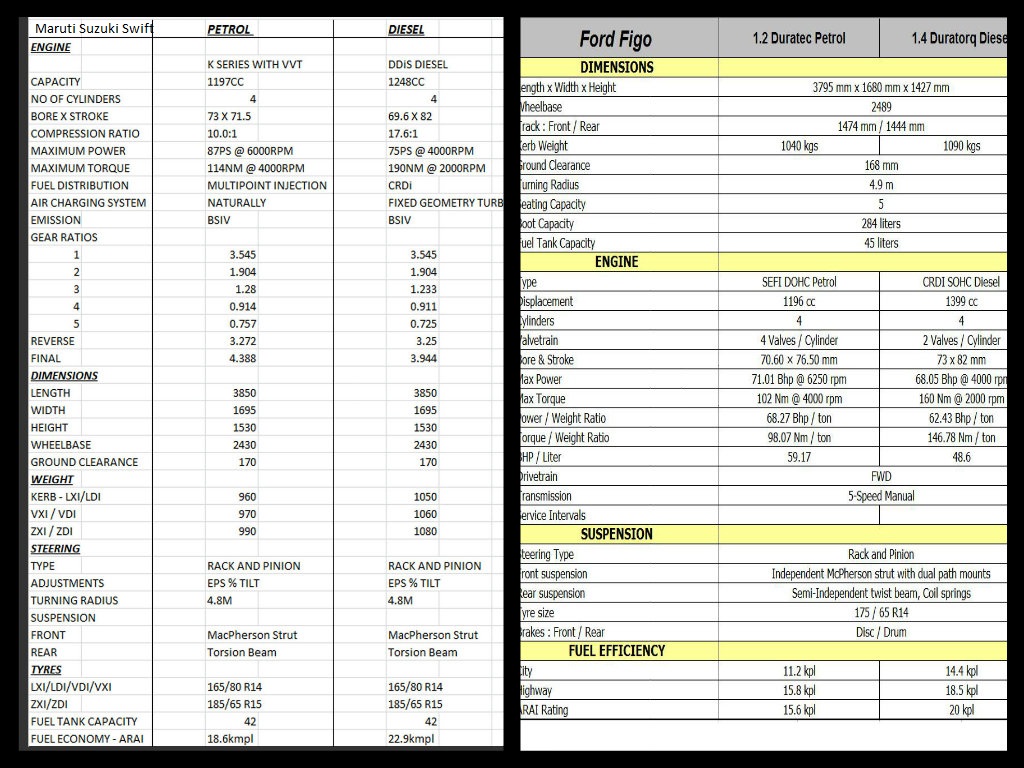 Maruti Suzuki Swift PETROL DIESEL
ENGINE
K SERIES WITH VVT DDiS DIESEL
CAPACITY 1197CC 1248CC
NO OF CYLINDERS 4 4
BORE X STROKE 73 X 71.5 69.6 X 82
COMPRESSION RATIO 10.0:1 17.6:1
MAXIMUM POWER 87PS @ 6000RPM 75PS @ 4000RPM
MAXIMUM TORQUE 114NM @ 4000RPM 190NM @ 2000RPM
FUEL DISTRIBUTION MULTIPOINT INJECTION CRDi
AIR CHARGING SYSTEM NATURALLY FIXED GEOMETRY TURB
EMISSION BSIV BSIV
GEAR RATIOS
1 3.545 3.545
2 1.904 1.904
3 1.28 1.233
4 0.914 0.911
5 0.757 0.725
REVERSE 3.272 3.25
FINAL 4.388 3.944
DIMENSIONS
LENGTH 3850 3850
WIDTH 1695 1695
HEIGHT 1530 1530
WHEELBASE 2430 2430
GROUND CLEARANCE 170 170
WEIGHT
KERB - LXI/LDI 960 1050
VXI / VDI 970 1060
ZXI / ZDI 990 1080
STEERING
TYPE RACK AND PINION RACK AND PINION
ADJUSTMENTS EPS % TILT EPS % TILT
TURNING RADIUS 4.8M 4.8M
SUSPENSION
FRONT MacPherson Strut MacPherson Strut
REAR Torsion Beam Torsion Beam
TYRES
LXI/LDI/VDI/VXI 165/80 R14 165/80 R14
ZXI/ZDI 185/65 R15 185/65 R15
FUEL TANK CAPACITY 42 42
FUEL ECONOMY - ARAI 18.6kmpl 22.9kmpl
Ford Figo 1.2 Duratec Petrol 1.4 Duratorq Diese
DIMENSIONS
ength x Width x Height 3795 mm x 1680 mm x 1427 mm
Wheelbase 2489
Track : Front / Rear 1474 mm / 1444 mm
Kerb Weight 1040 kgs 1090 kgs
Ground Clearance 168 mm
Turning Radius 4.9 m
Seating Capacity 5
Boot Capacity 284 liters
Fuel Tank Capacity 45 liters
ENGINE
Type SEFI DOHC Petrol CRDI SOHC Diesel
Displacement 1196 cc 1399 cc
Cylinders 4 4
Valvetrain 4 Valves / Cylinder 2 Valves / Cylinder
Bore & Stroke 70.60 × 76.50 mm 73 x 82 mm
Max Power 71.01 Bhp @ 6250 rpm 68.05 Bhp @ 4000 rpm
Max Torque 102 Nm @ 4000 rpm 160 Nm @ 2000 rpm
Power / Weight Ratio 68.27 Bhp / ton 62.43 Bhp / ton
Torque / Weight Ratio 98.07 Nm / ton 146.78 Nm / ton
BHP / Liter 59.17 48.6
Drivetrain FWD
Transmission 5-Speed Manual
Service Intervals
SUSPENSION
Steering Type Rack and Pinion
Front suspension Independent McPherson strut with dual path mounts
Rear suspension Semi-Independent twist beam, Coil springs
Tyre size 175 / 65 R14
Brakes : Front / Rear Disc / Drum
FUEL EFFICIENCY
City 11.2 kpl 14.4 kpl
Highway 15.8 kpl 18.5 kpl
ARAI Rating 15.6 kpl 20 kpl